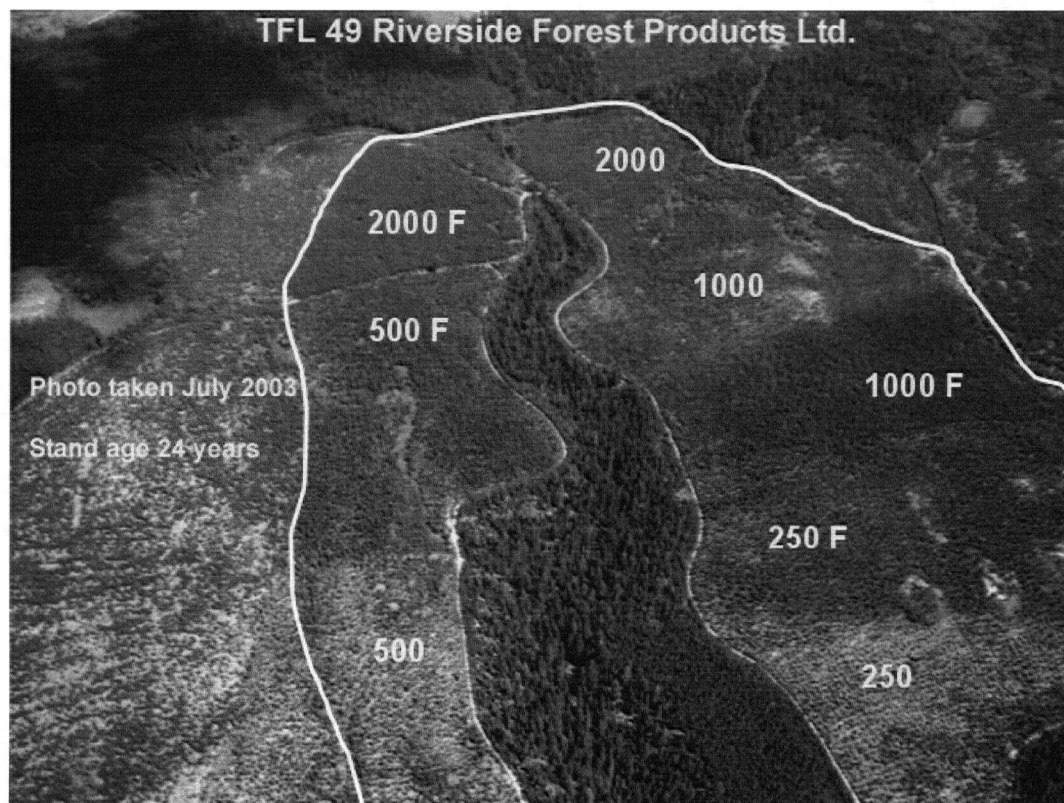 TFL 49 Riverside Forest Products Ltd.
2000
2000 F
1000
500 F
Photo taken July 2003
1000 F
Stand age 24 years
250 F
500
250